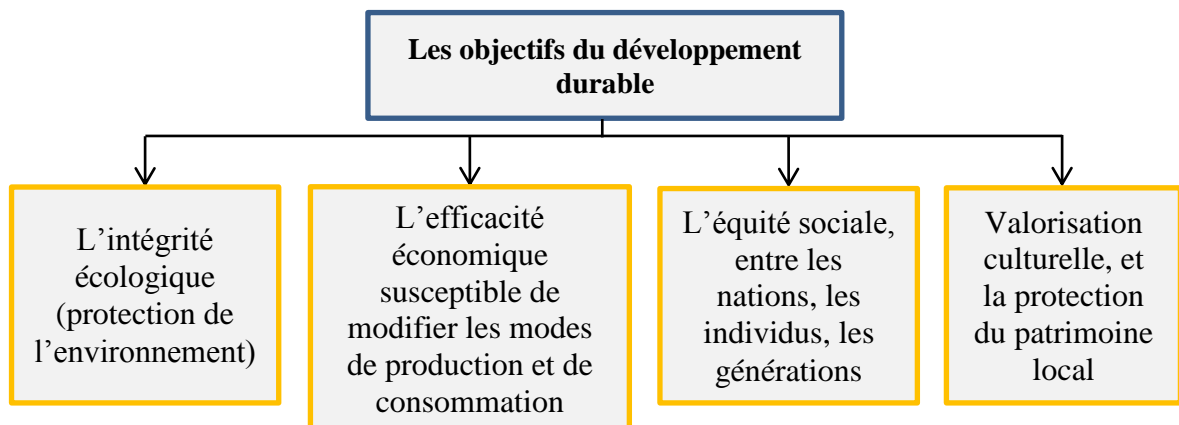 Les objectifs du développement
durable
L’intégrité
écologique
(protection de
l’environnement)
L’efficacité
économique
susceptible de
modifier les modes
de production et de
consommation
L’équité sociale,
entre les
nations, les
individus, les
générations
Valorisation
culturelle, et
la protection
du patrimoine
local